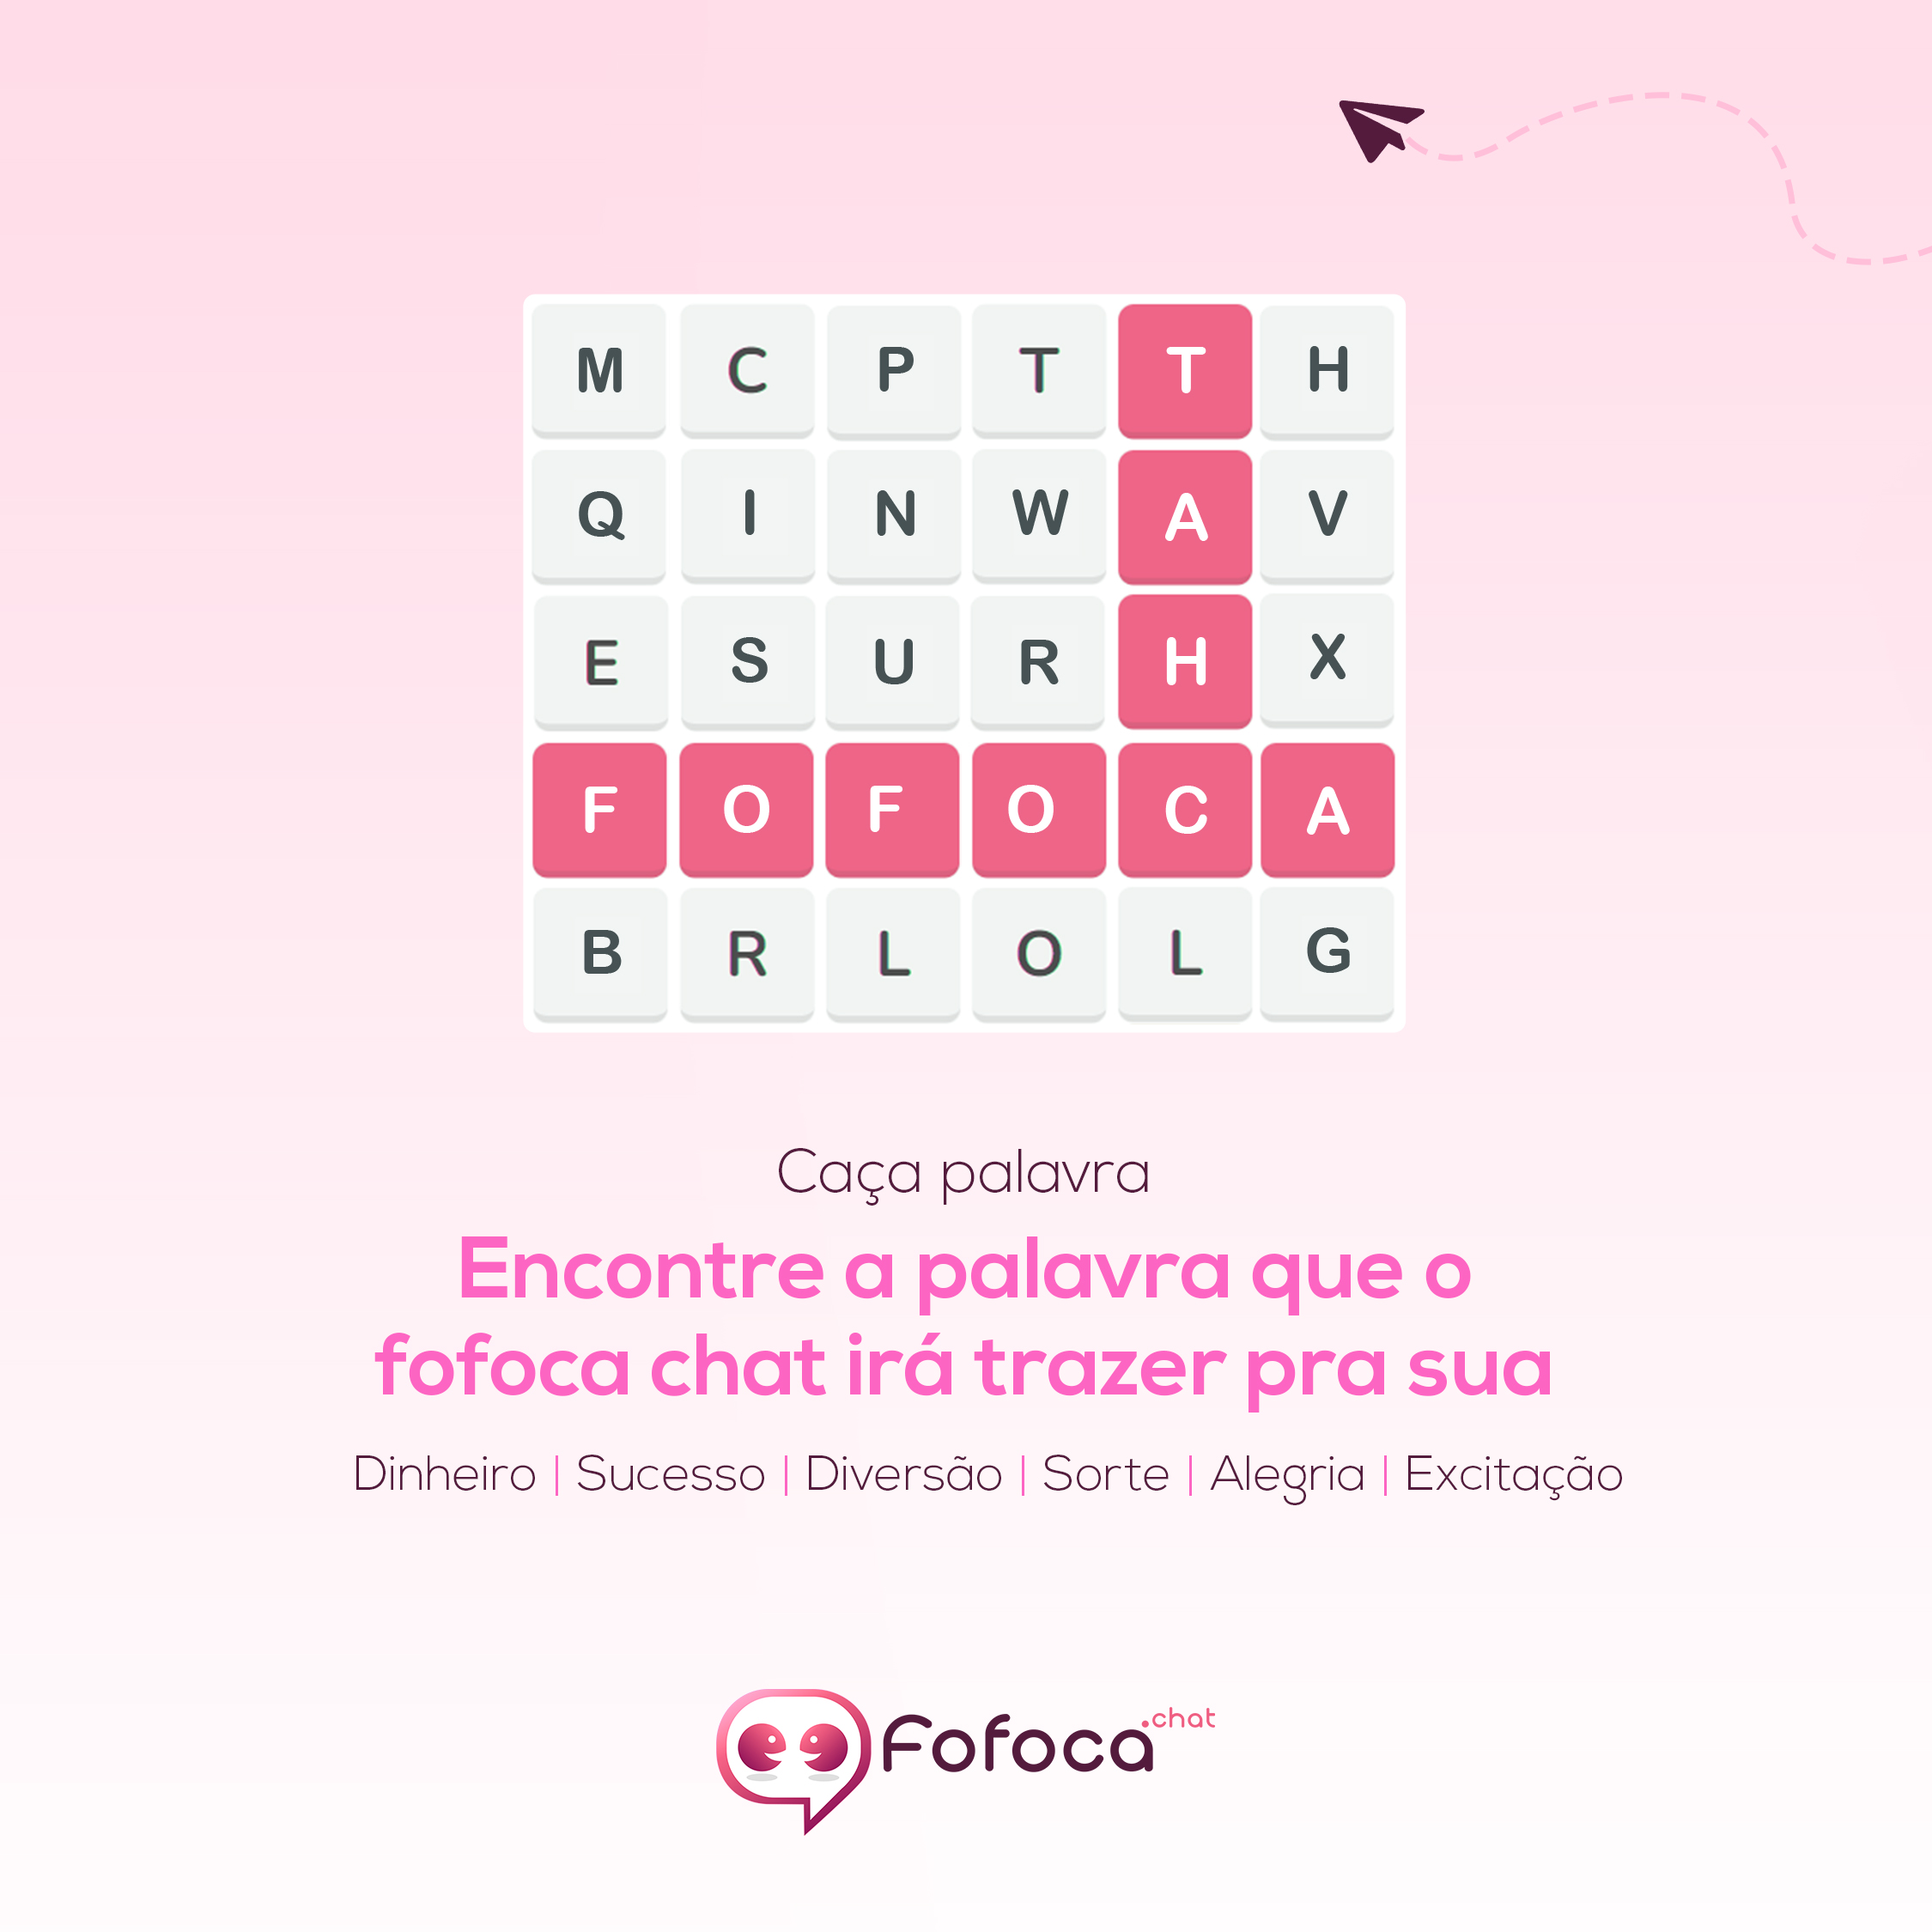 M C P T T H
Q I N W A V
E S U R H X
F O F O C A
B R L O L G
Caça palavra
Encontre a palavra que o
fofoca chat irá trazer pra sua
Dinheiro | Sucesso | Diversão | Sorte | Alegria | Excitação
Fofoca.chat